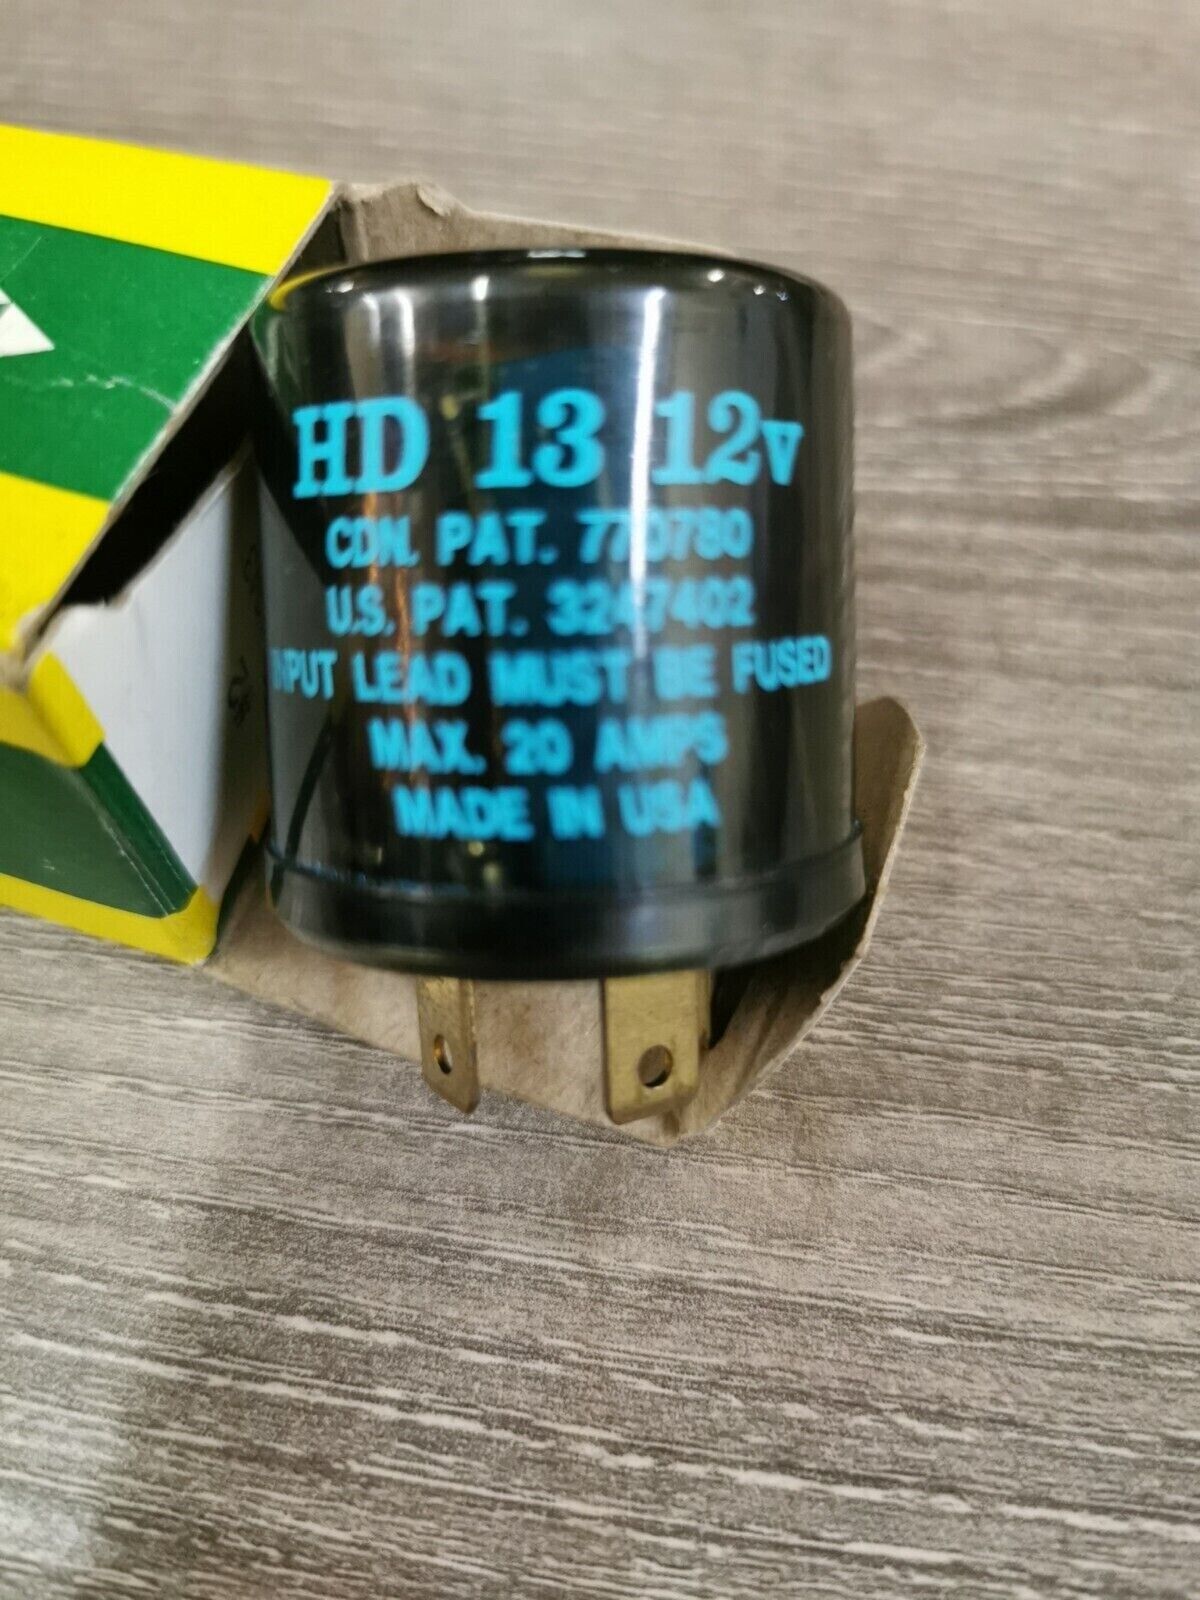 HD 13 12v
CDN. PAT. 770780
U.S. PAT. 3247402
INPUT LEAD MUST BE FUSED
MAX. 20 AMPS
MADE IN USA